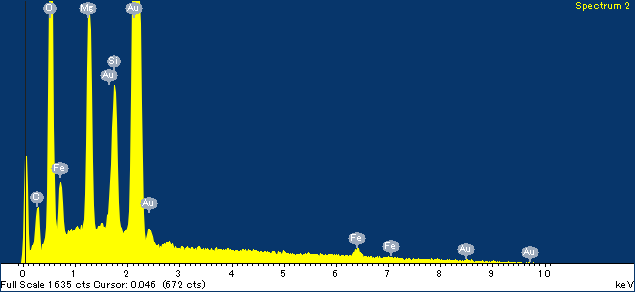 Spectrum 2
O Mg Au
Si
Au
Fe
O
Au
Fe
Fe
Au
Au
0 1 2 3 4 5 6 7 8 9 10
Full Scale 1635 cts Cursor: 0.046 (672 cts) keV